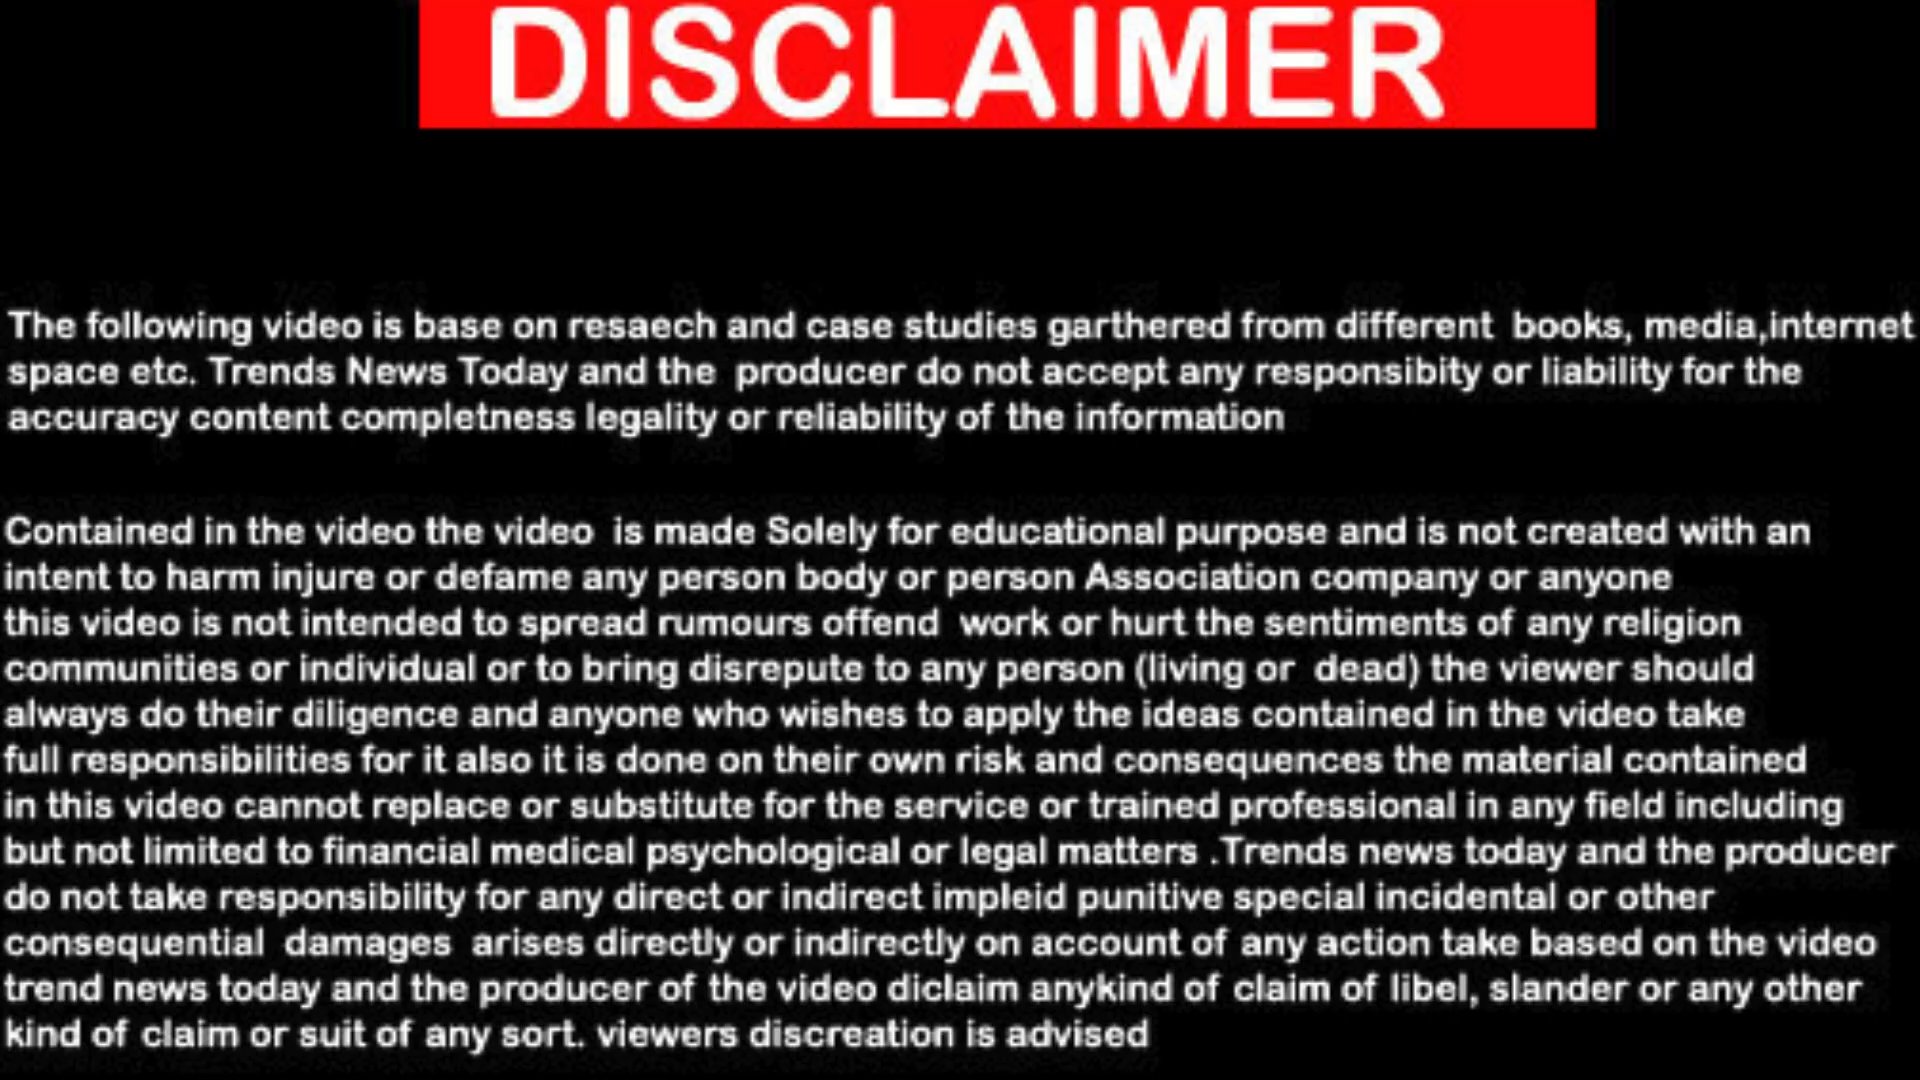 DISCLAIMER
The following video is base on resaech and case studies garthered from different books, media,internet
space etc. Trends News Today and the producer do not accept any responsibity or liability for the
accuracy content completness legality or reliability of the information
Contained in the video the video is made Solely for educational purpose and is not created with an
intent to harm injure or defame any person body or person Association company or anyone
this video is not intended to spread rumours offend work or hurt the sentiments of any religion
communities or individual or to bring disrepute to any person (living or dead) the viewer should
always do their diligence and anyone who wishes to apply the ideas contained in the video take
full responsibilities for it also it is done on their own risk and consequences the material contained
in this video cannot replace or substitute for the service or trained professional in any field including
but not limited to financial medical psychological or legal matters .Trends news today and the producer
do not take responsibility for any direct or indirect impleid punitive special incidental or other
consequential damages arises directly or indirectly on account of any action take based on the video
trend news today and the producer of the video diclaim anykind of claim of libel, slander or any other
kind of claim or suit of any sort. viewers discreation is advised